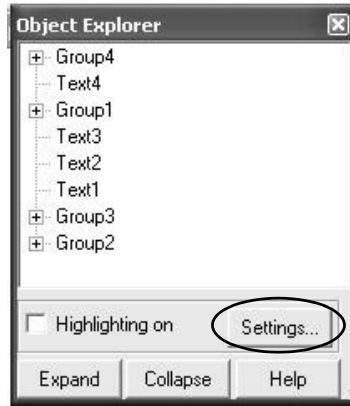 Object Explorer
Group4
Text4
Group1
Text3
Text2
Text1
Group3
Group2
Highlighting on
Settings...
Expand Collapse Help